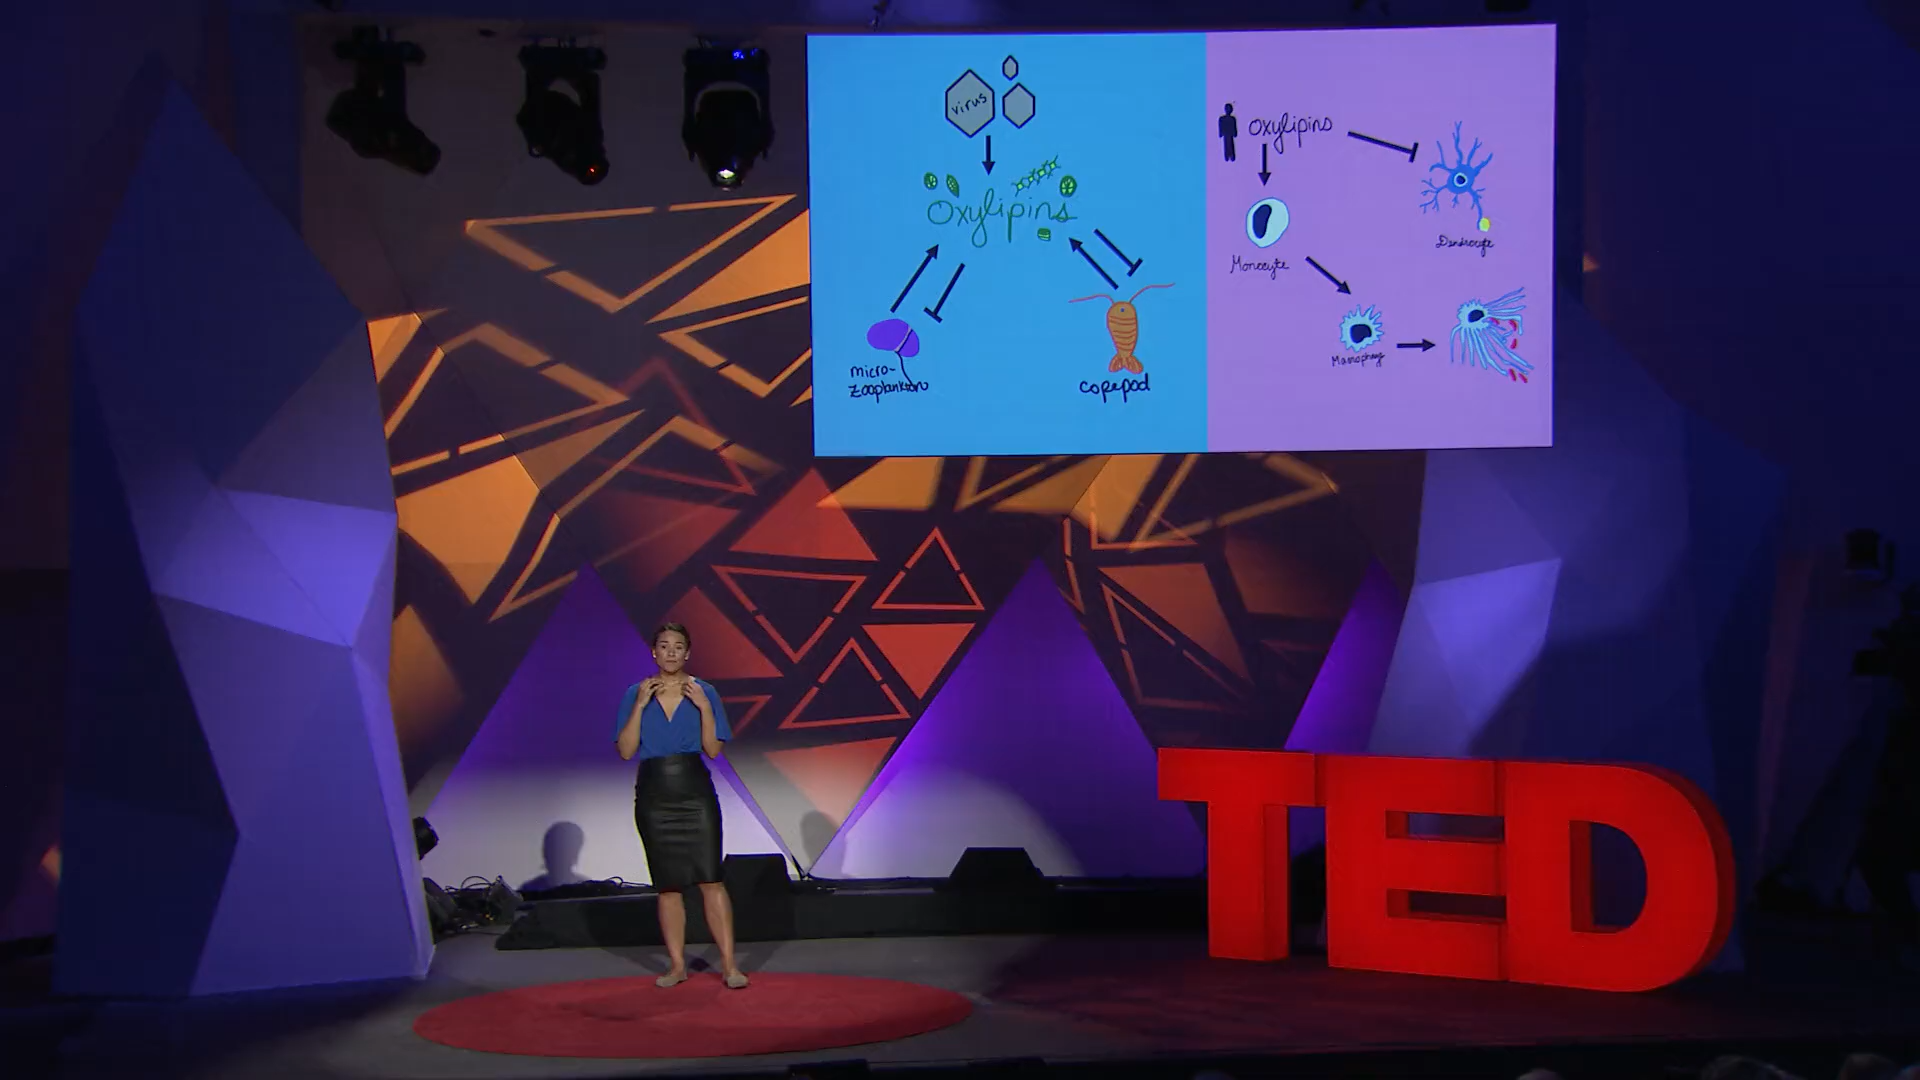 virus
Oxylipins
micro-
Zooplankton
copepod
Oxylipins
Monocyte
Dendrocyte
Macrophage
TED